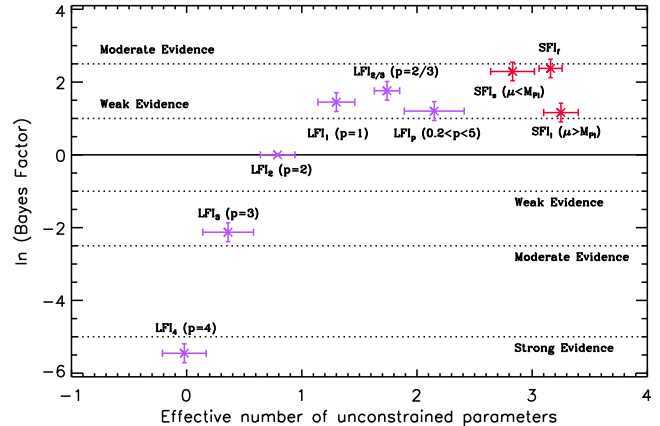 4
Moderate Evidence
SFI_f
LFI_2/3 (p=2/3)
2
SFI_s (μ<M_Pl)
Weak Evidence
LFI_1 (p=1)
LFI_p (0.2<p<5)
SFI_l (μ>M_Pl)
0
LFI_2 (p=2)
Weak Evidence
LFI_3 (p=3)
-2
Moderate Evidence
-4
LFI_4 (p=4)
Strong Evidence
-6
-1 0 1 2 3 4
Effective number of unconstrained parameters
ln (Bayes Factor)